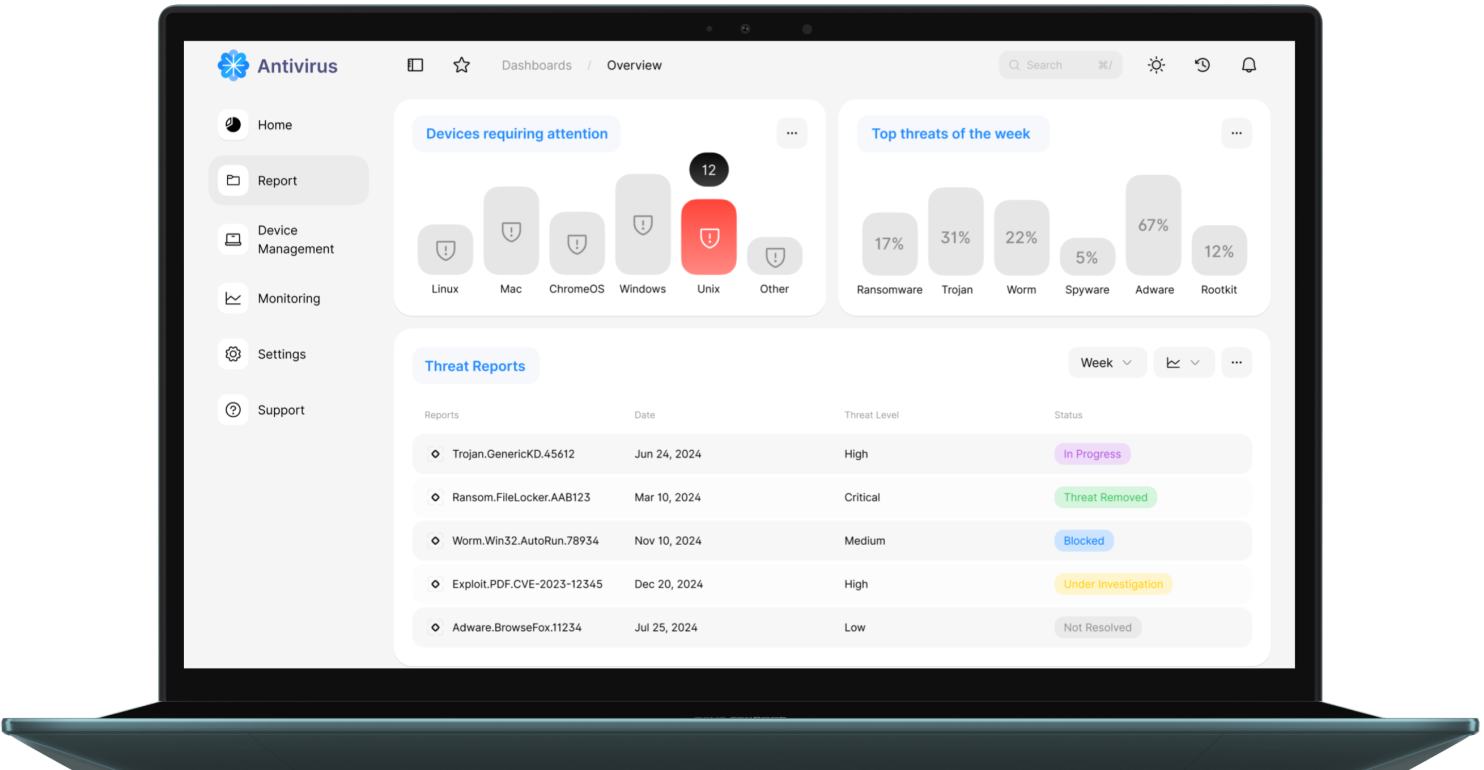 Antivirus
Dashboards / Overview
Search ⌘/
Home
Report
Device
Management
Monitoring
Settings
Support
Devices requiring attention
12
Linux Mac ChromeOS Windows Unix Other
Top threats of the week
17% 31% 22% 5% 67% 12%
Ransomware Trojan Worm Spyware Adware Rootkit
Threat Reports
Week
Reports Date Threat Level Status
Trojan.GenericKD.45612 Jun 24, 2024 High In Progress
Ransom.FileLocker.AAB123 Mar 10, 2024 Critical Threat Removed
Worm.Win32.AutoRun.78934 Nov 10, 2024 Medium Blocked
Exploit.PDF.CVE-2023-12345 Dec 20, 2024 High Under Investigation
Adware.BrowseFox.11234 Jul 25, 2024 Low Not Resolved